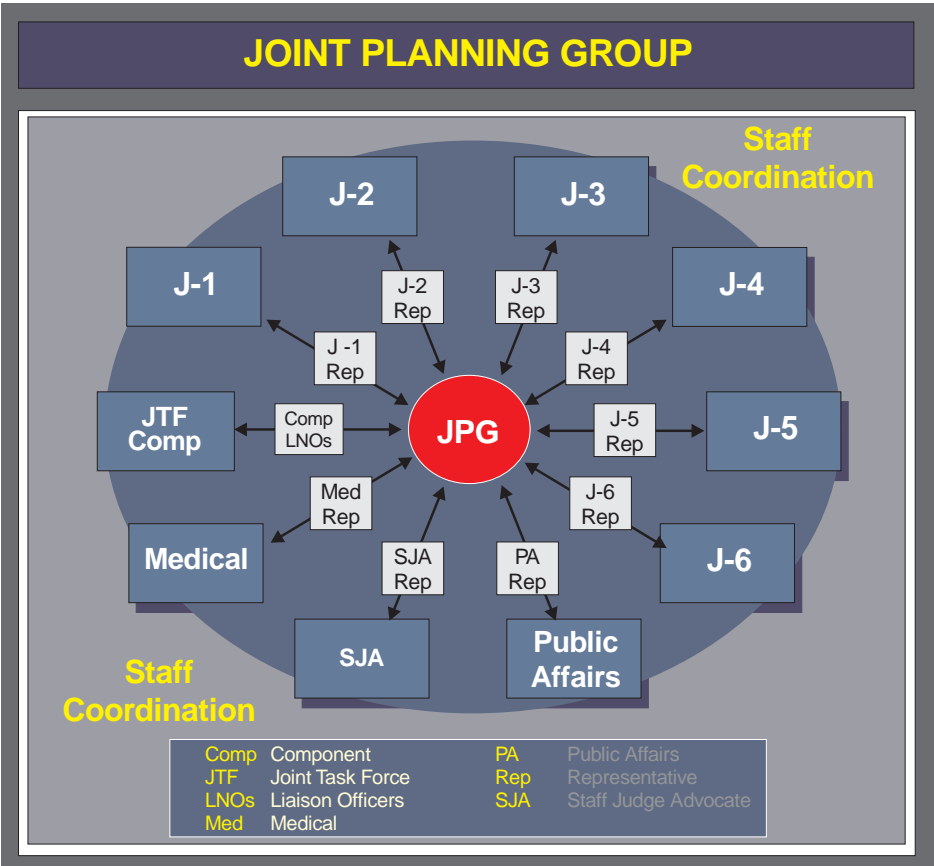 JOINT PLANNING GROUP
Staff
Coordination
J-2
J-3
J-1
J-4
J-2
Rep
J-3
Rep
J -1
Rep
J-4
Rep
JTF
Comp
Comp
LNOs
JPG
J-5
Rep
J-5
Med
Rep
J-6
Rep
Medical
SJA
Rep
PA
Rep
J-6
SJA
Public
Affairs
Staff
Coordination
Comp Component
JTF Joint Task Force
LNOs Liaison Officers
Med Medical
PA Public Affairs
Rep Representative
SJA Staff Judge Advocate